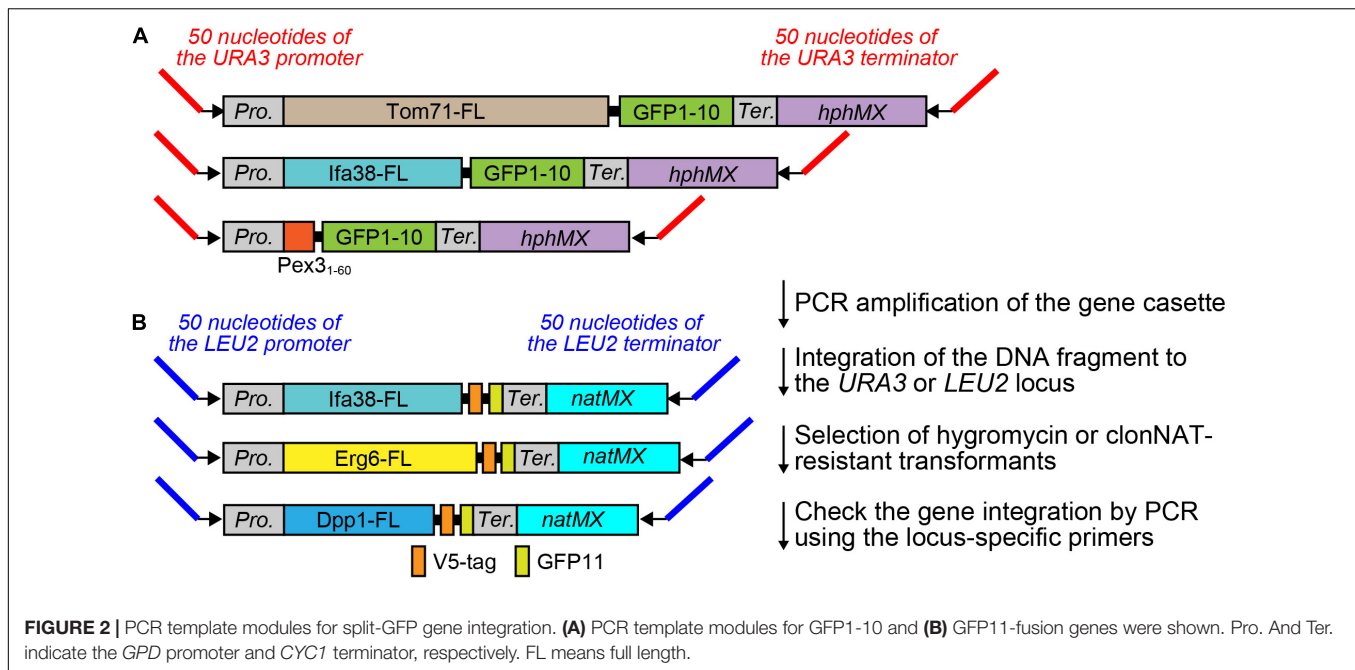 A
50 nucleotides of
the URA3 promoter
50 nucleotides of
the URA3 terminator
Pro. Tom71-FL GFP1-10 Ter. hphMX
Pro. Ifa38-FL GFP1-10 Ter. hphMX
Pro. GFP1-10 Ter. hphMX
Pex31-60
B
50 nucleotides of
the LEU2 promoter
50 nucleotides of
the LEU2 terminator
Pro. Ifa38-FL Ter. natMX
Pro. Erg6-FL Ter. natMX
Pro. Dpp1-FL Ter. natMX
V5-tag GFP11
PCR amplification of the gene casette
Integration of the DNA fragment to
the URA3 or LEU2 locus
Selection of hygromycin or clonNAT-
resistant transformants
Check the gene integration by PCR
using the locus-specific primers
FIGURE 2 | PCR template modules for split-GFP gene integration. (A) PCR template modules for GFP1-10 and (B) GFP11-fusion genes were shown. Pro. And Ter.
indicate the GPD promoter and CYC1 terminator, respectively. FL means full length.